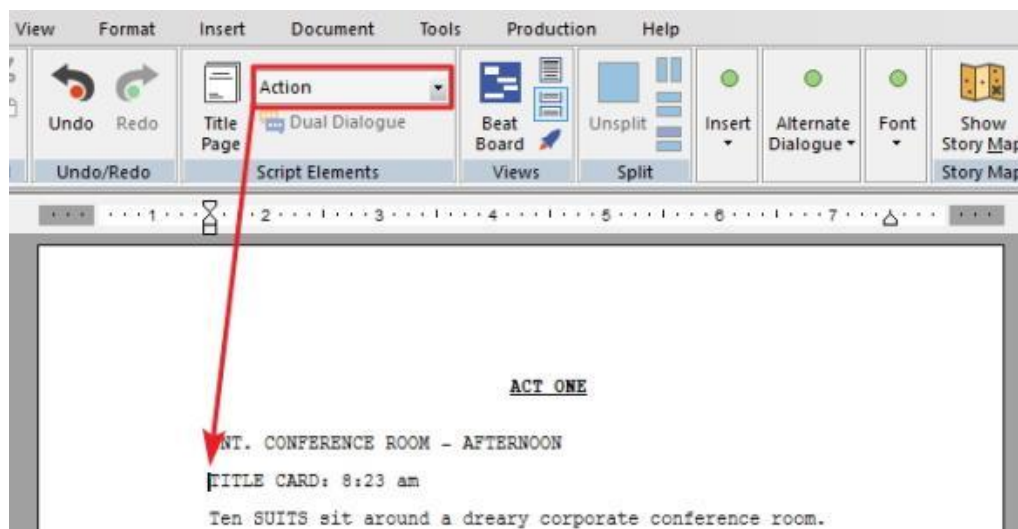 View Format Insert Document Tools Production Help
Action
Undo Redo Title Page Dual Dialogue Beat Board Unsplit Insert Alternate Dialogue Font Show Story Map
Undo/Redo Script Elements Views Split Story Map
1 2 3 4 5 6 7
ACT ONE
NT. CONFERENCE ROOM - AFTERNOON
TITLE CARD: 8:23 am
Ten SUITS sit around a dreary corporate conference room.